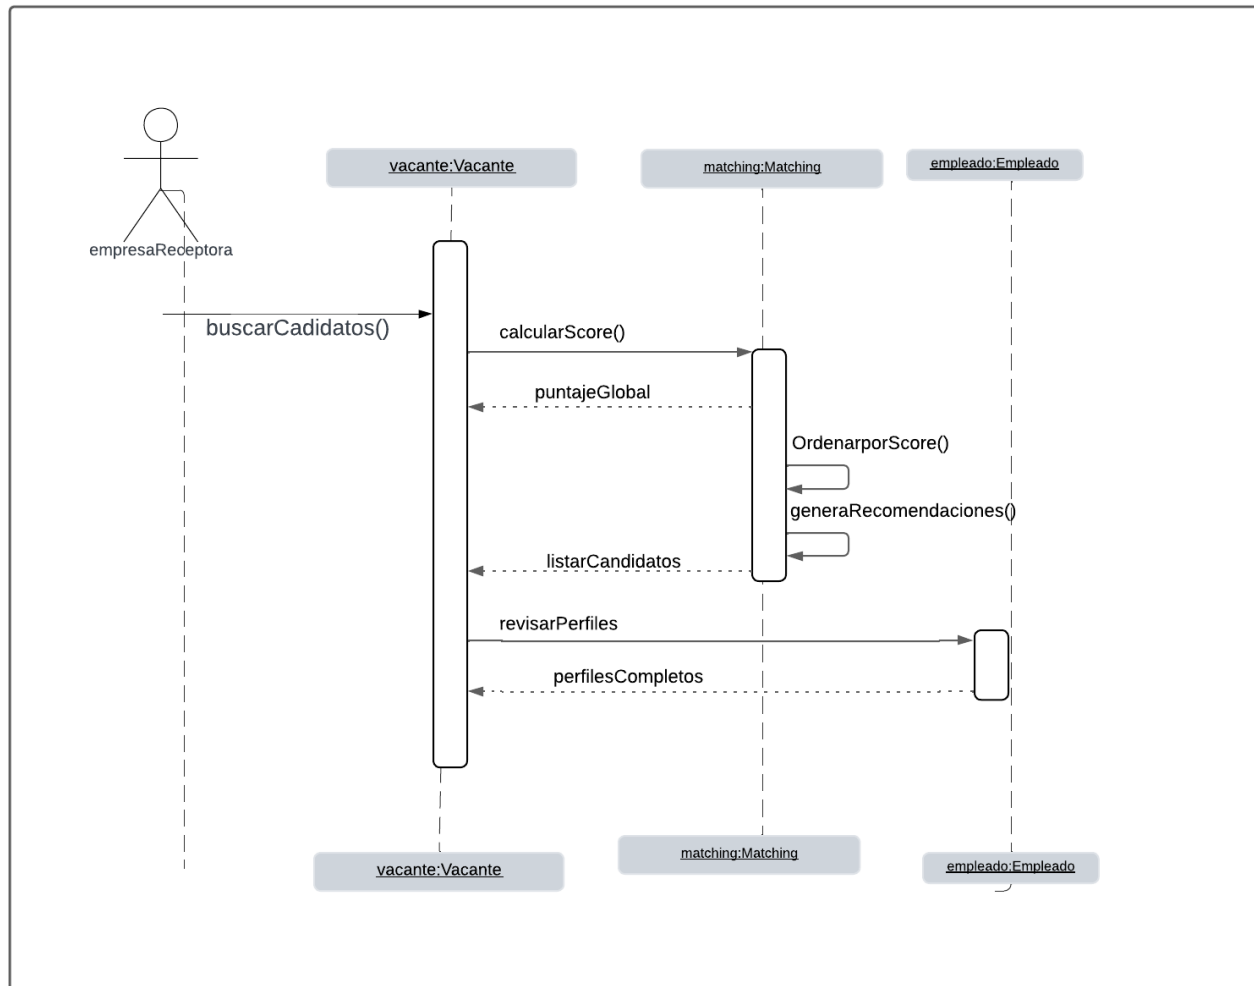 vacante:Vacante
matching:Matching
empleado:Empleado
empresaReceptora
buscarCadidatos()
calcularScore()
puntajeGlobal
OrdenarporScore()
generaRecomendaciones()
listarCandidatos
revisarPerfiles
perfilesCompletos
vacante:Vacante
matching:Matching
empleado:Empleado